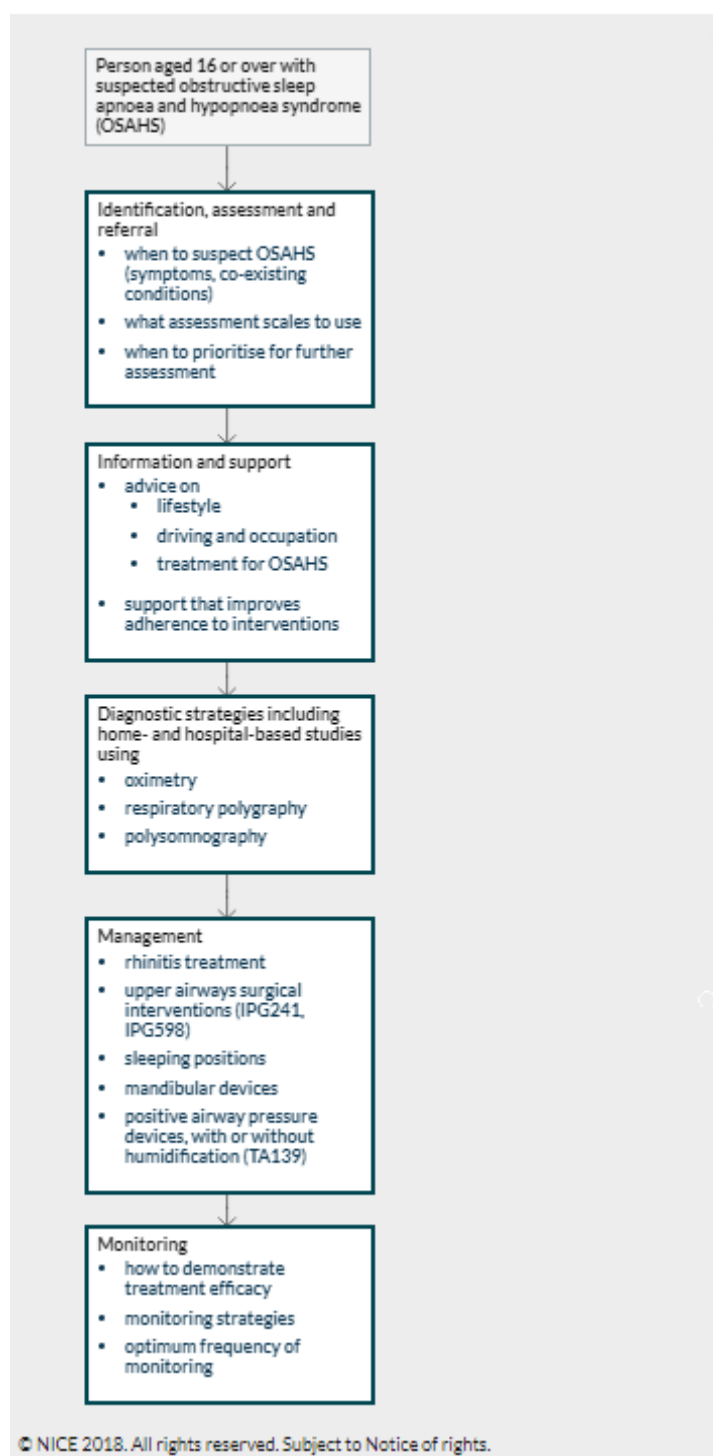 Person aged 16 or over with
suspected obstructive sleep
apnoea and hypopnoea syndrome
(OSAHS)
Identification, assessment and
referral
• when to suspect OSAHS
(symptoms, co-existing
conditions)
• what assessment scales to use
• when to prioritise for further
assessment
Information and support
• advice on
• lifestyle
• driving and occupation
• treatment for OSAHS
• support that improves
adherence to interventions
Diagnostic strategies including
home- and hospital-based studies
using
• oximetry
• respiratory polygraphy
• polysomnography
Management
• rhinitis treatment
• upper airways surgical
interventions (IPG241,
IPG598)
• sleeping positions
• mandibular devices
• positive airway pressure
devices, with or without
humidification (TA139)
Monitoring
• how to demonstrate
treatment efficacy
• monitoring strategies
• optimum frequency of
monitoring
© NICE 2018. All rights reserved. Subject to Notice of rights.